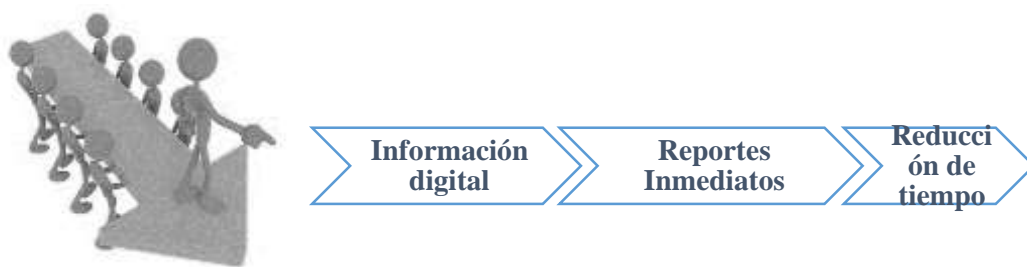 Información
digital
Reportes
Inmediatos
Reducci
ón de
tiempo